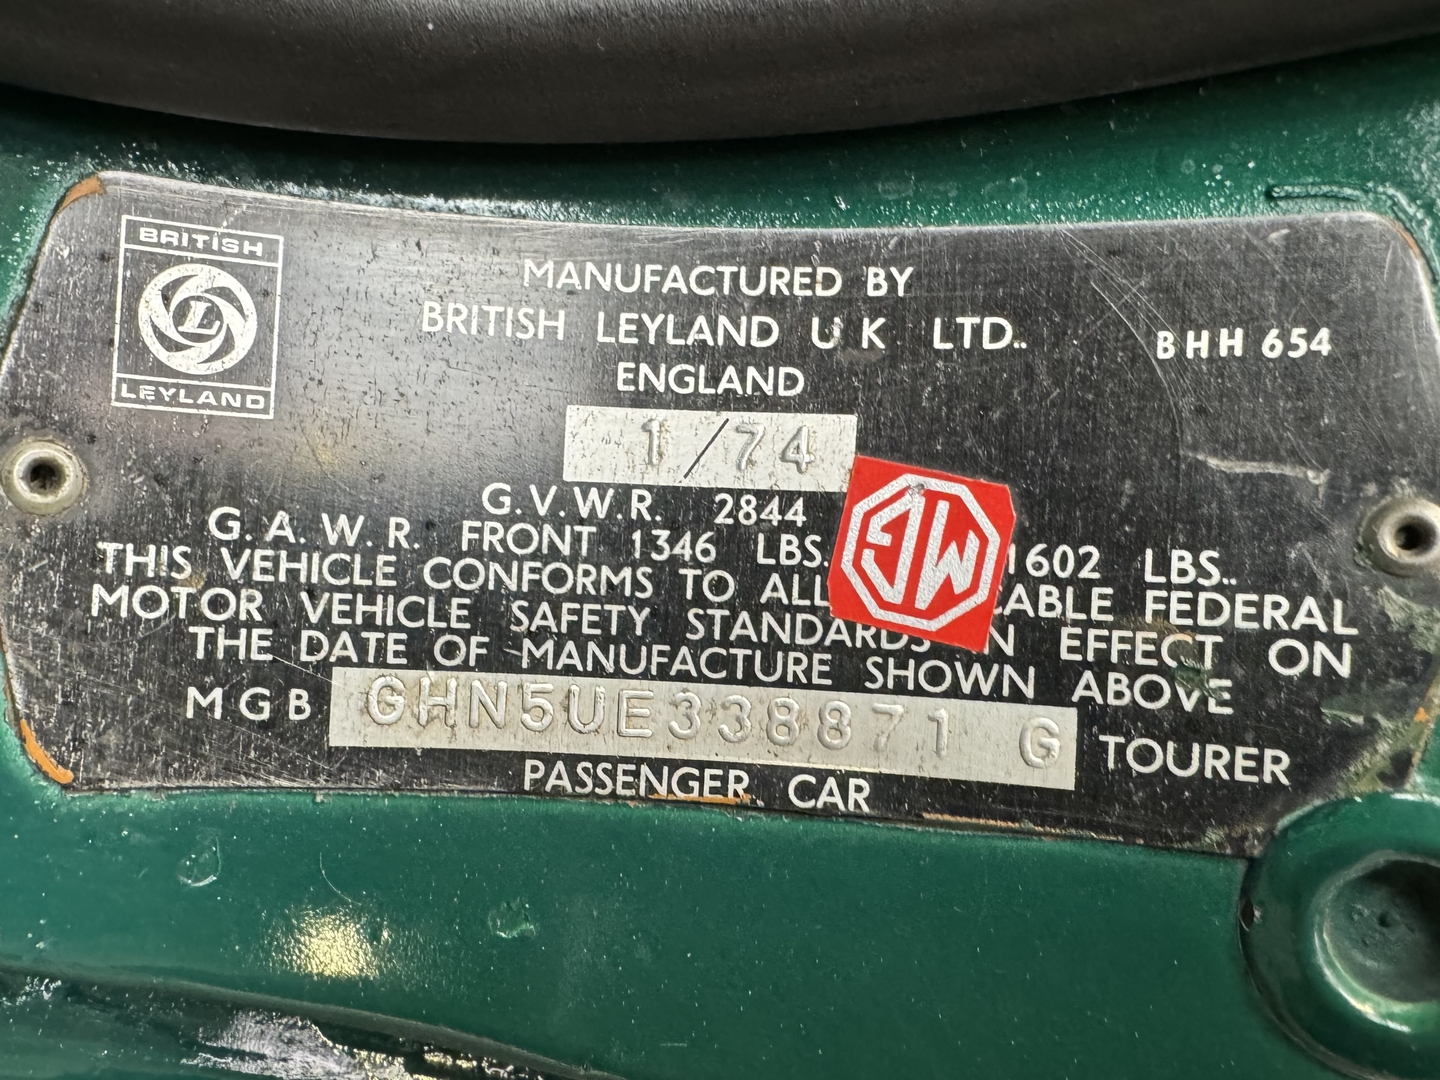 BRITISH
L
LEYLAND
MANUFACTURED BY
BRITISH LEYLAND U K LTD..
ENGLAND
BHH 654
1/74
G.V.W.R. 2844
G.A.W.R. FRONT 1346 LBS. 1602 LBS..
MG
THIS VEHICLE CONFORMS TO ALL FEDERAL
MOTOR VEHICLE SAFETY STANDARDS IN EFFECT ON
THE DATE OF MANUFACTURE SHOWN ABOVE
MGB GHN5UE338871 G TOURER
PASSENGER CAR